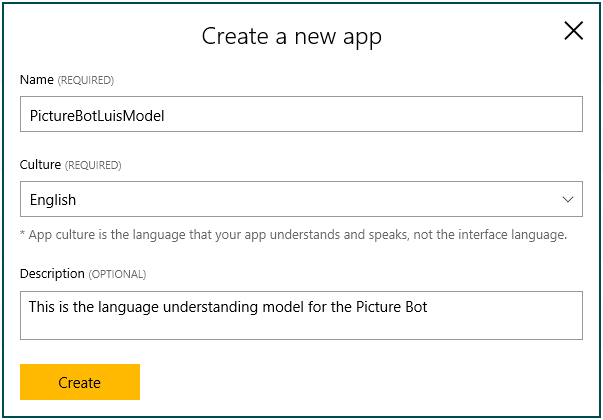 Create a new app
Name (REQUIRED)
PictureBotLuisModel
Culture (REQUIRED)
English
* App culture is the language that your app understands and speaks, not the interface language.
Description (OPTIONAL)
This is the language understanding model for the Picture Bot
Create